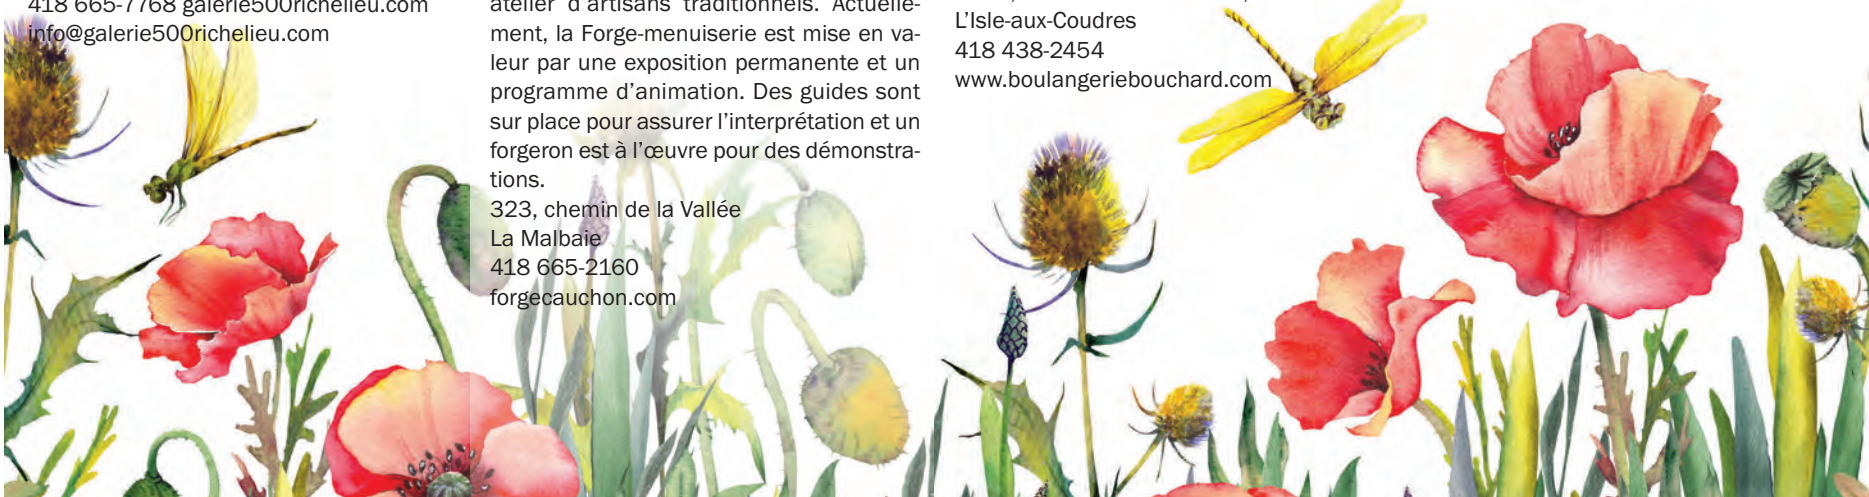 418 665-7768 galerie500richelieu.com
info@galerie500richelieu.com
atelier d'artisans traditionnels. Actuelle-
ment, la Forge-menuiserie est mise en va-
leur par une exposition permanente et un
programme d'animation. Des guides sont
sur place pour assurer l'interprétation et un
forgeron est à l'œuvre pour des démonstra-
tions.
323, chemin de la Vallée
La Malbaie
418 665-2160
forgecauchon.com
L'Isle-aux-Coudres
418 438-2454
www.boulangeriebouchard.com